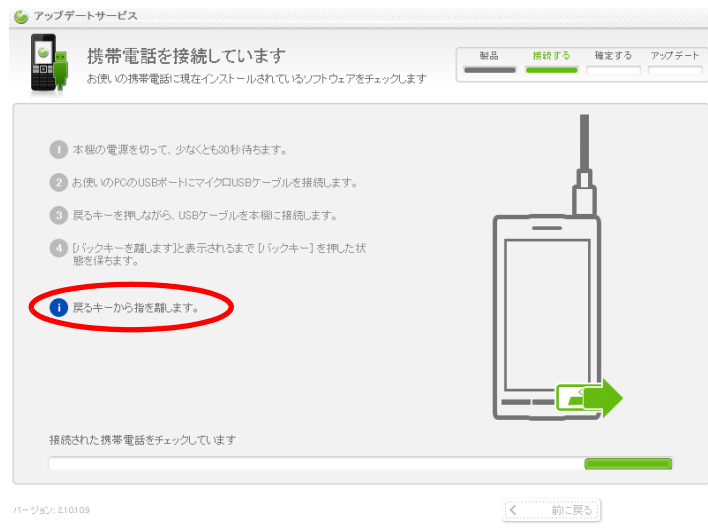 アップデートサービス
携帯電話を接続しています
お使いの携帯電話に現在インストールされているソフトウェアをチェックします
製品 接続する 確定する アップデート
1 本機の電源を切って、少なくとも30秒待ちます。
2 お使いのPCのUSBポートにマイクロUSBケーブルを接続します。
3 戻るキーを押しながら、USBケーブルを本機に接続します。
4 [バックキーを離します]と表示されるまで [バックキー] を押した状
態を保ちます。
i 戻るキーから指を離します。
接続された携帯電話をチェックしています
バージョン: 2.10.10.9
前に戻る